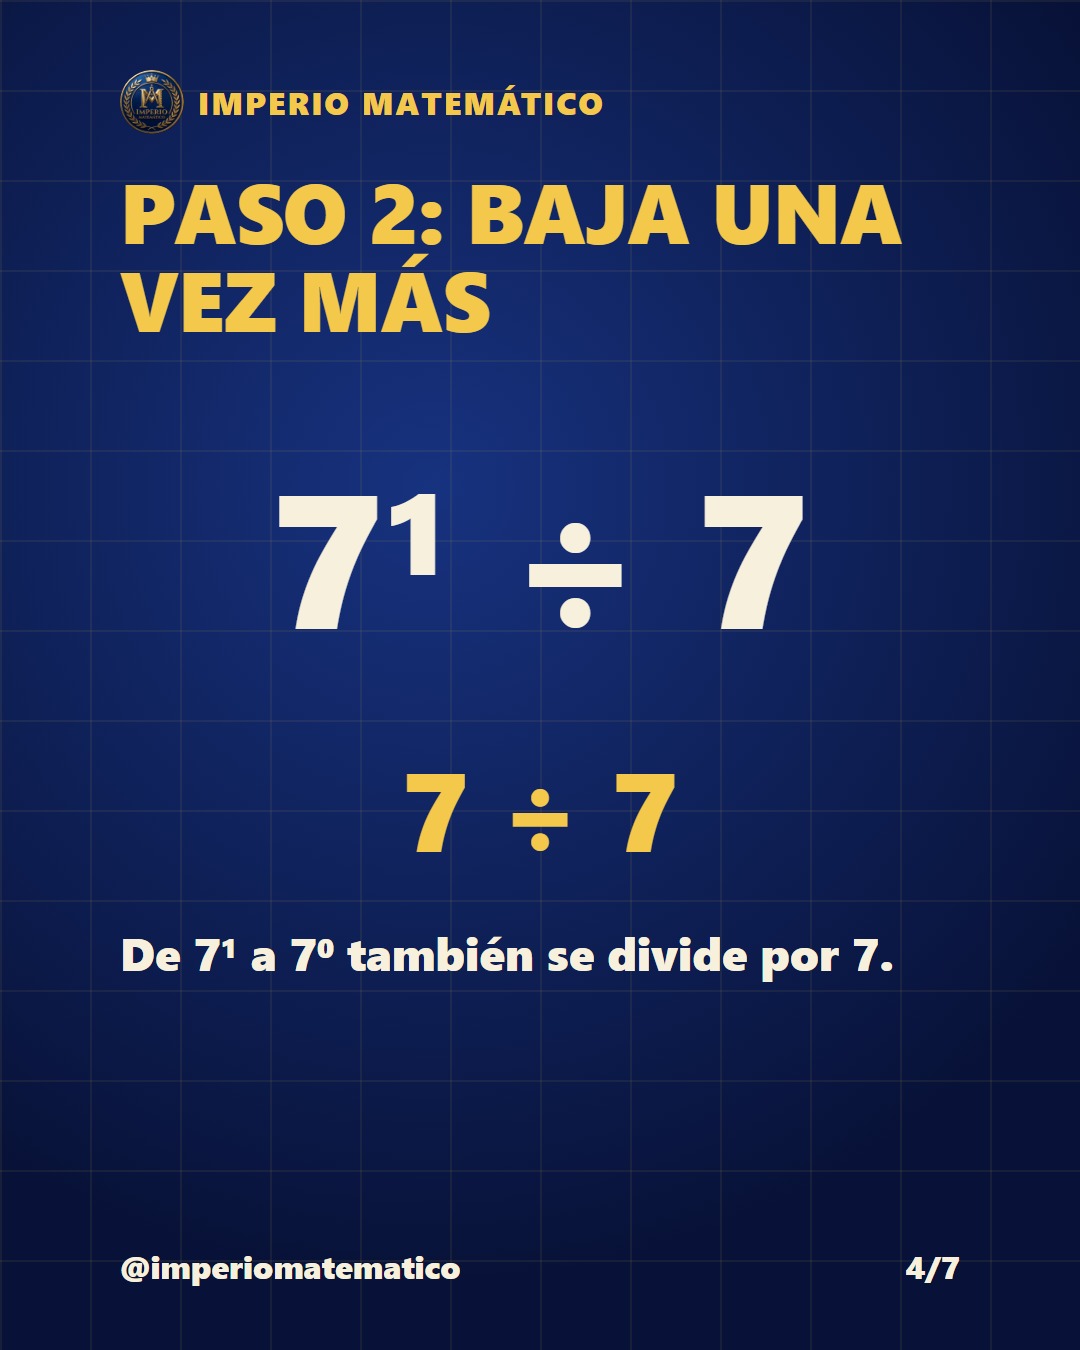 IMPERIO MATEMÁTICO
PASO 2: BAJA UNA
VEZ MÁS
7¹ ÷ 7
7 ÷ 7
De 7¹ a 7⁰ también se divide por 7.
@imperiomatematico
4/7